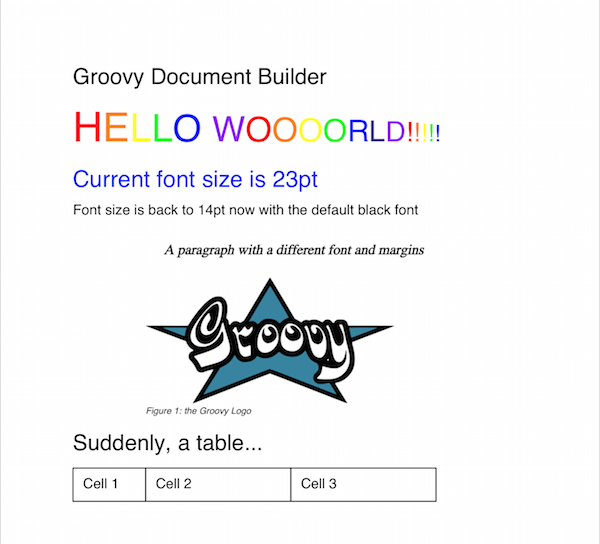 Groovy Document Builder
HELLO WOOOORLD!!!!!
Current font size is 23pt
Font size is back to 14pt now with the default black font
A paragraph with a different font and margins
Groovy
Figure 1: the Groovy Logo
Suddenly, a table...
Cell 1 Cell 2 Cell 3